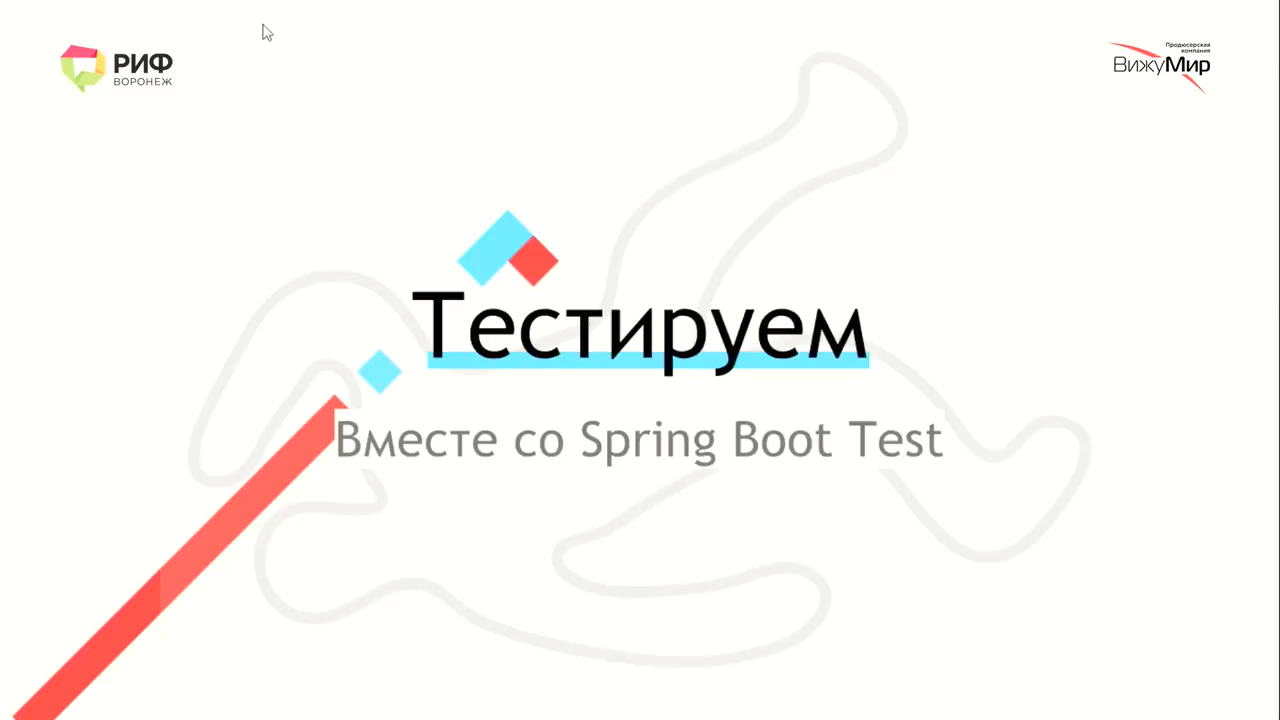 РИФ
ВОРОНЕЖ
Продюсерская
компания
ВижуМир
Тестируем
Вместе со Spring Boot Test